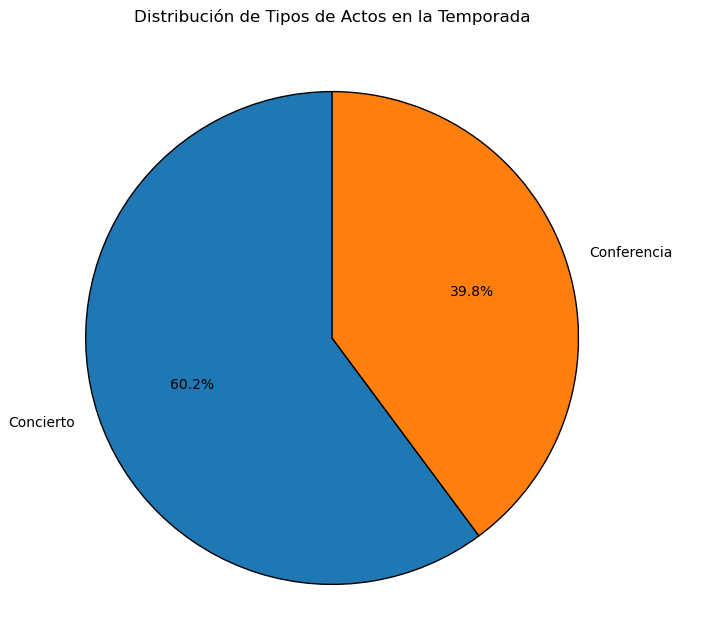 Distribución de Tipos de Actos en la Temporada
Conferencia
39.8%
60.2%
Concierto